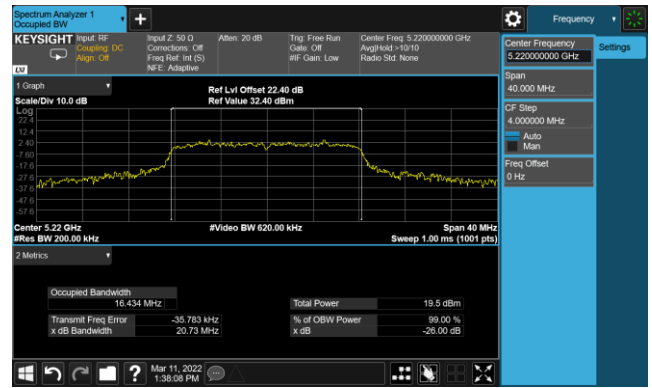 Spectrum Analyzer 1
Occupied BW
Frequency
KEYSIGHT
LXI
Input: RF
Coupling: DC
Align: Off
Input Z: 50 Ω
Corrections: Off
Freq Ref: Int (S)
NFE: Adaptive
Atten: 20 dB
Trig: Free Run
Gate: Off
#IF Gain: Low
Center Freq: 5.220000000 GHz
Avg|Hold:>10/10
Radio Std: None
Center Frequency
5.220000000 GHz
Settings
Span
40.000 MHz
CF Step
4.000000 MHz
Auto
Man
Freq Offset
0 Hz
1 Graph
Scale/Div 10.0 dB
Ref Lvl Offset 22.40 dB
Ref Value 32.40 dBm
Log
22.4
12.4
2.40
-7.60
-17.6
-27.6
-37.6
-47.6
-57.6
Center 5.22 GHz
#Video BW 620.00 kHz
Span 40 MHz
#Res BW 200.00 kHz
Sweep 1.00 ms (1001 pts)
2 Metrics
Occupied Bandwidth
16.434 MHz
Total Power 19.5 dBm
Transmit Freq Error -35.783 kHz
% of OBW Power 99.00 %
x dB Bandwidth 20.73 MHz
x dB -26.00 dB
Mar 11, 2022
1:38:08 PM